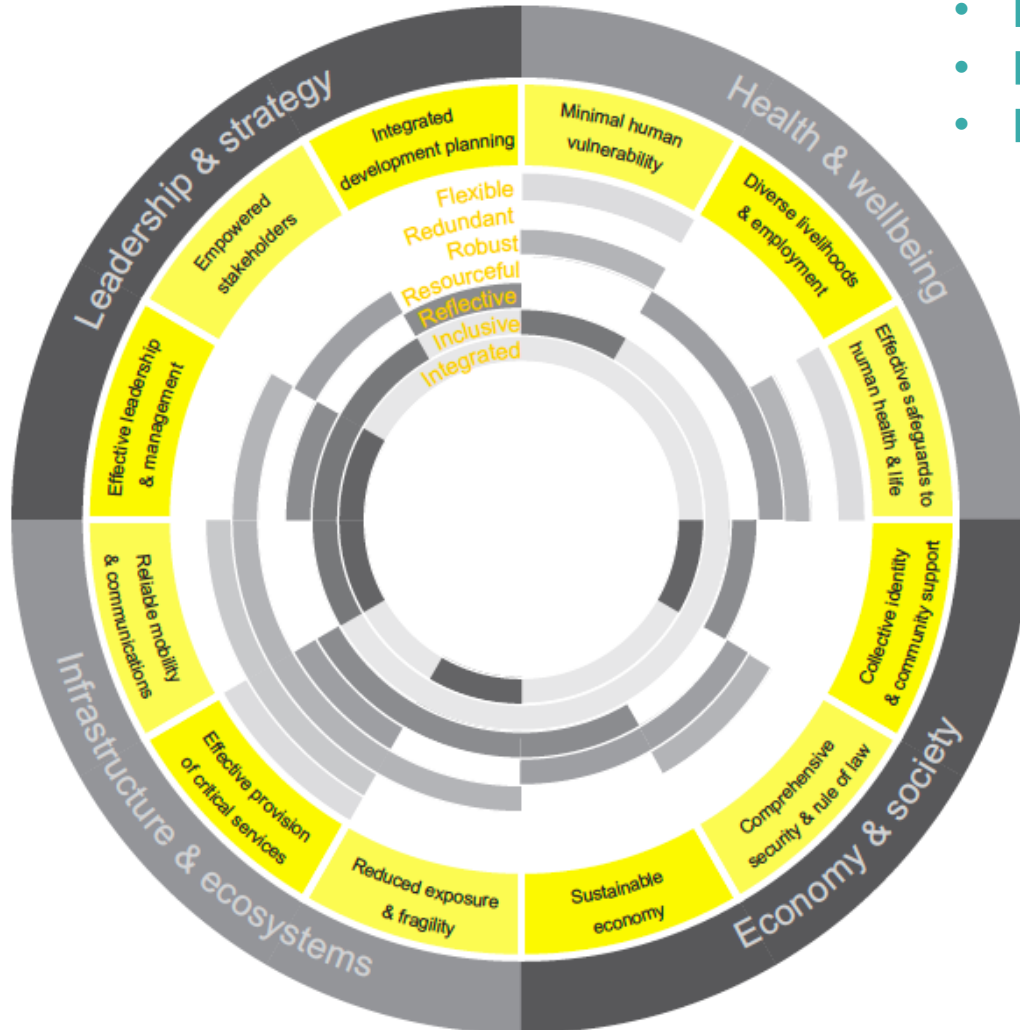 Leadership & strategy
Health & wellbeing
Economy & society
Infrastructure & ecosystems
Integrated
development planning
Minimal human
vulnerability
Diverse livelihoods
& employment
Effective safeguards to
human health & life
Collective identity
& community support
Comprehensive
security & rule of law
Sustainable
economy
Reduced exposure
& fragility
Effective provision
of critical services
Reliable mobility
& communications
Effective leadership
& management
Empowered
stakeholders
Flexible
Redundant
Robust
Resourceful
Reflective
Inclusive
Integrated